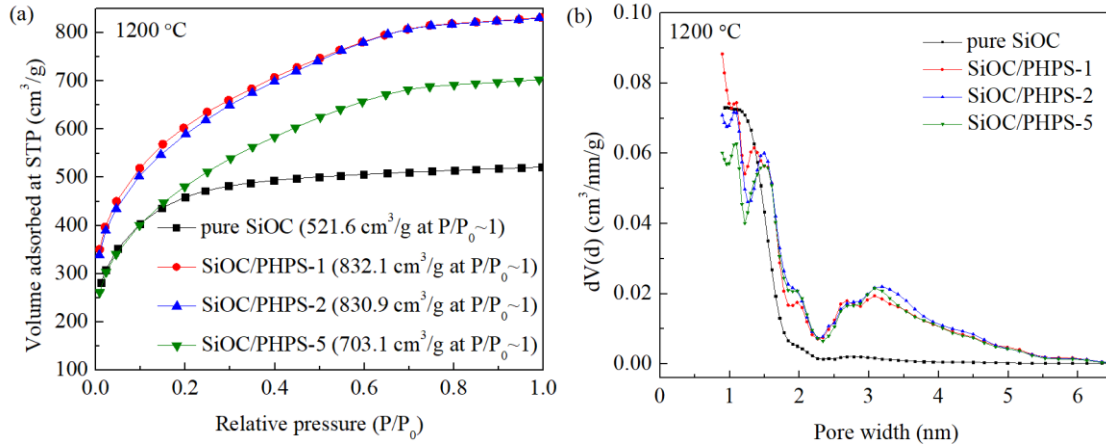 (a)
1200 °C
Volume adsorbed at STP (cm³/g)
800
700
600
500
400
300
200
100
0.0 0.2 0.4 0.6 0.8 1.0
Relative pressure (P/P₀)
pure SiOC (521.6 cm³/g at P/P₀~1)
SiOC/PHPS-1 (832.1 cm³/g at P/P₀~1)
SiOC/PHPS-2 (830.9 cm³/g at P/P₀~1)
SiOC/PHPS-5 (703.1 cm³/g at P/P₀~1)
(b)
1200 °C
dV(d) (cm³/nm/g)
0.10
0.08
0.06
0.04
0.02
0.00
0 1 2 3 4 5 6
Pore width (nm)
pure SiOC
SiOC/PHPS-1
SiOC/PHPS-2
SiOC/PHPS-5